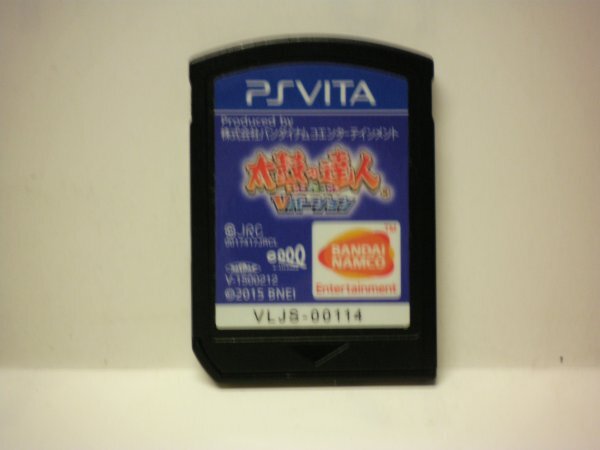 PSVITA
Produced by
株式会社バンダイナムコエンターテインメント
太鼓の達人
Vバージョン
©JRC
V-1500212
©2015 BNEI
BANDAI
NAMCO
Entertainment
TM
VLJS-00114